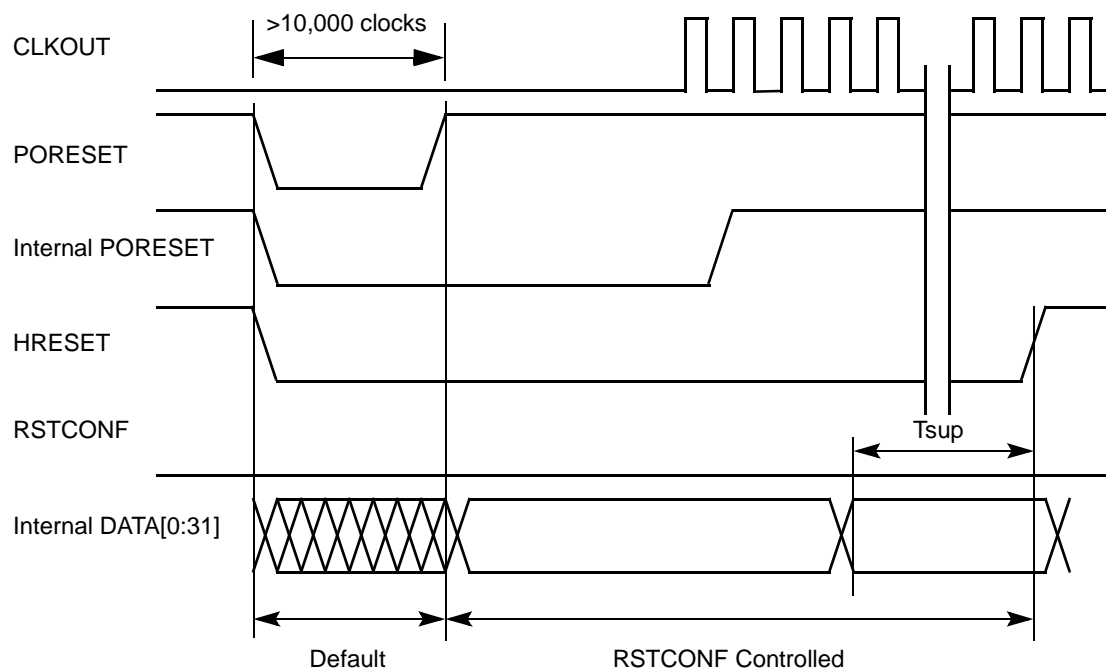 >10,000 clocks
CLKOUT
PORESET
Internal PORESET
HRESET
RSTCONF
Tsup
Internal DATA[0:31]
Default
RSTCONF Controlled